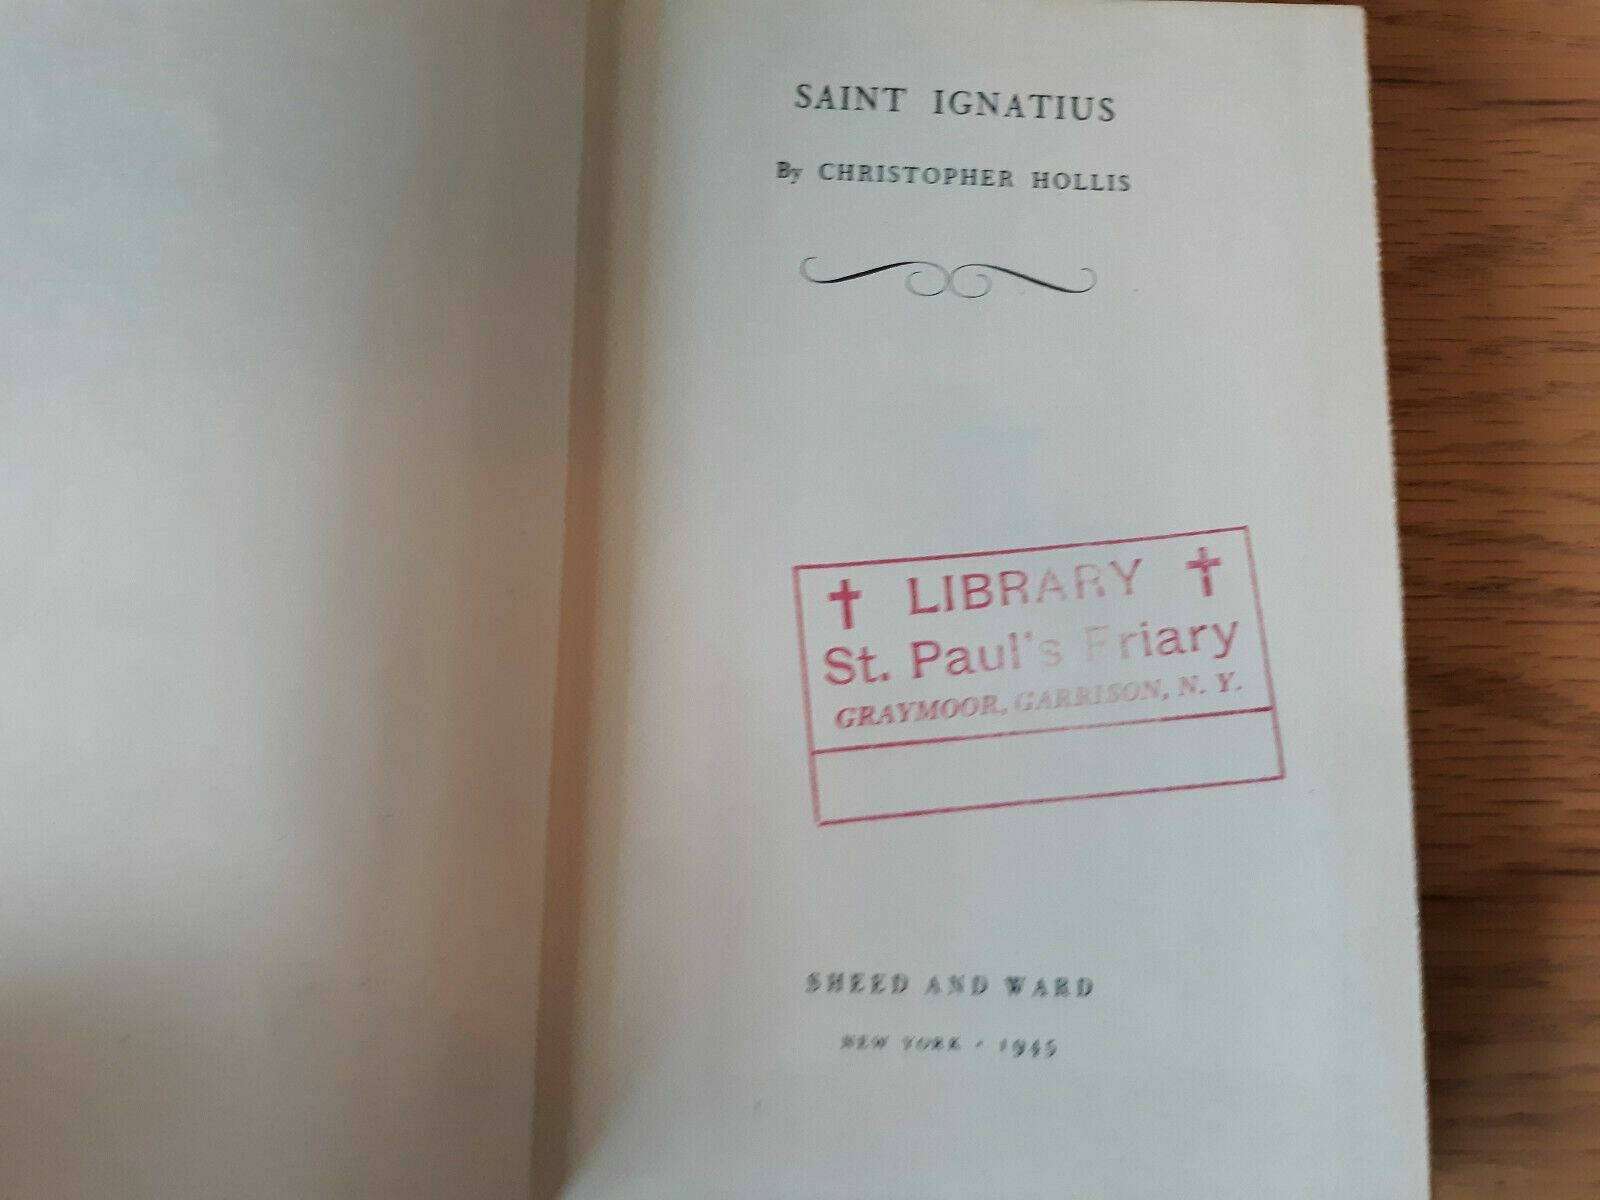 SAINT IGNATIUS
By CHRISTOPHER HOLLIS
✝ LIBRARY ✝
St. Paul's Friary
GRAYMOOR, GARRISON, N. Y.
SHEED AND WARD
NEW YORK · 1945